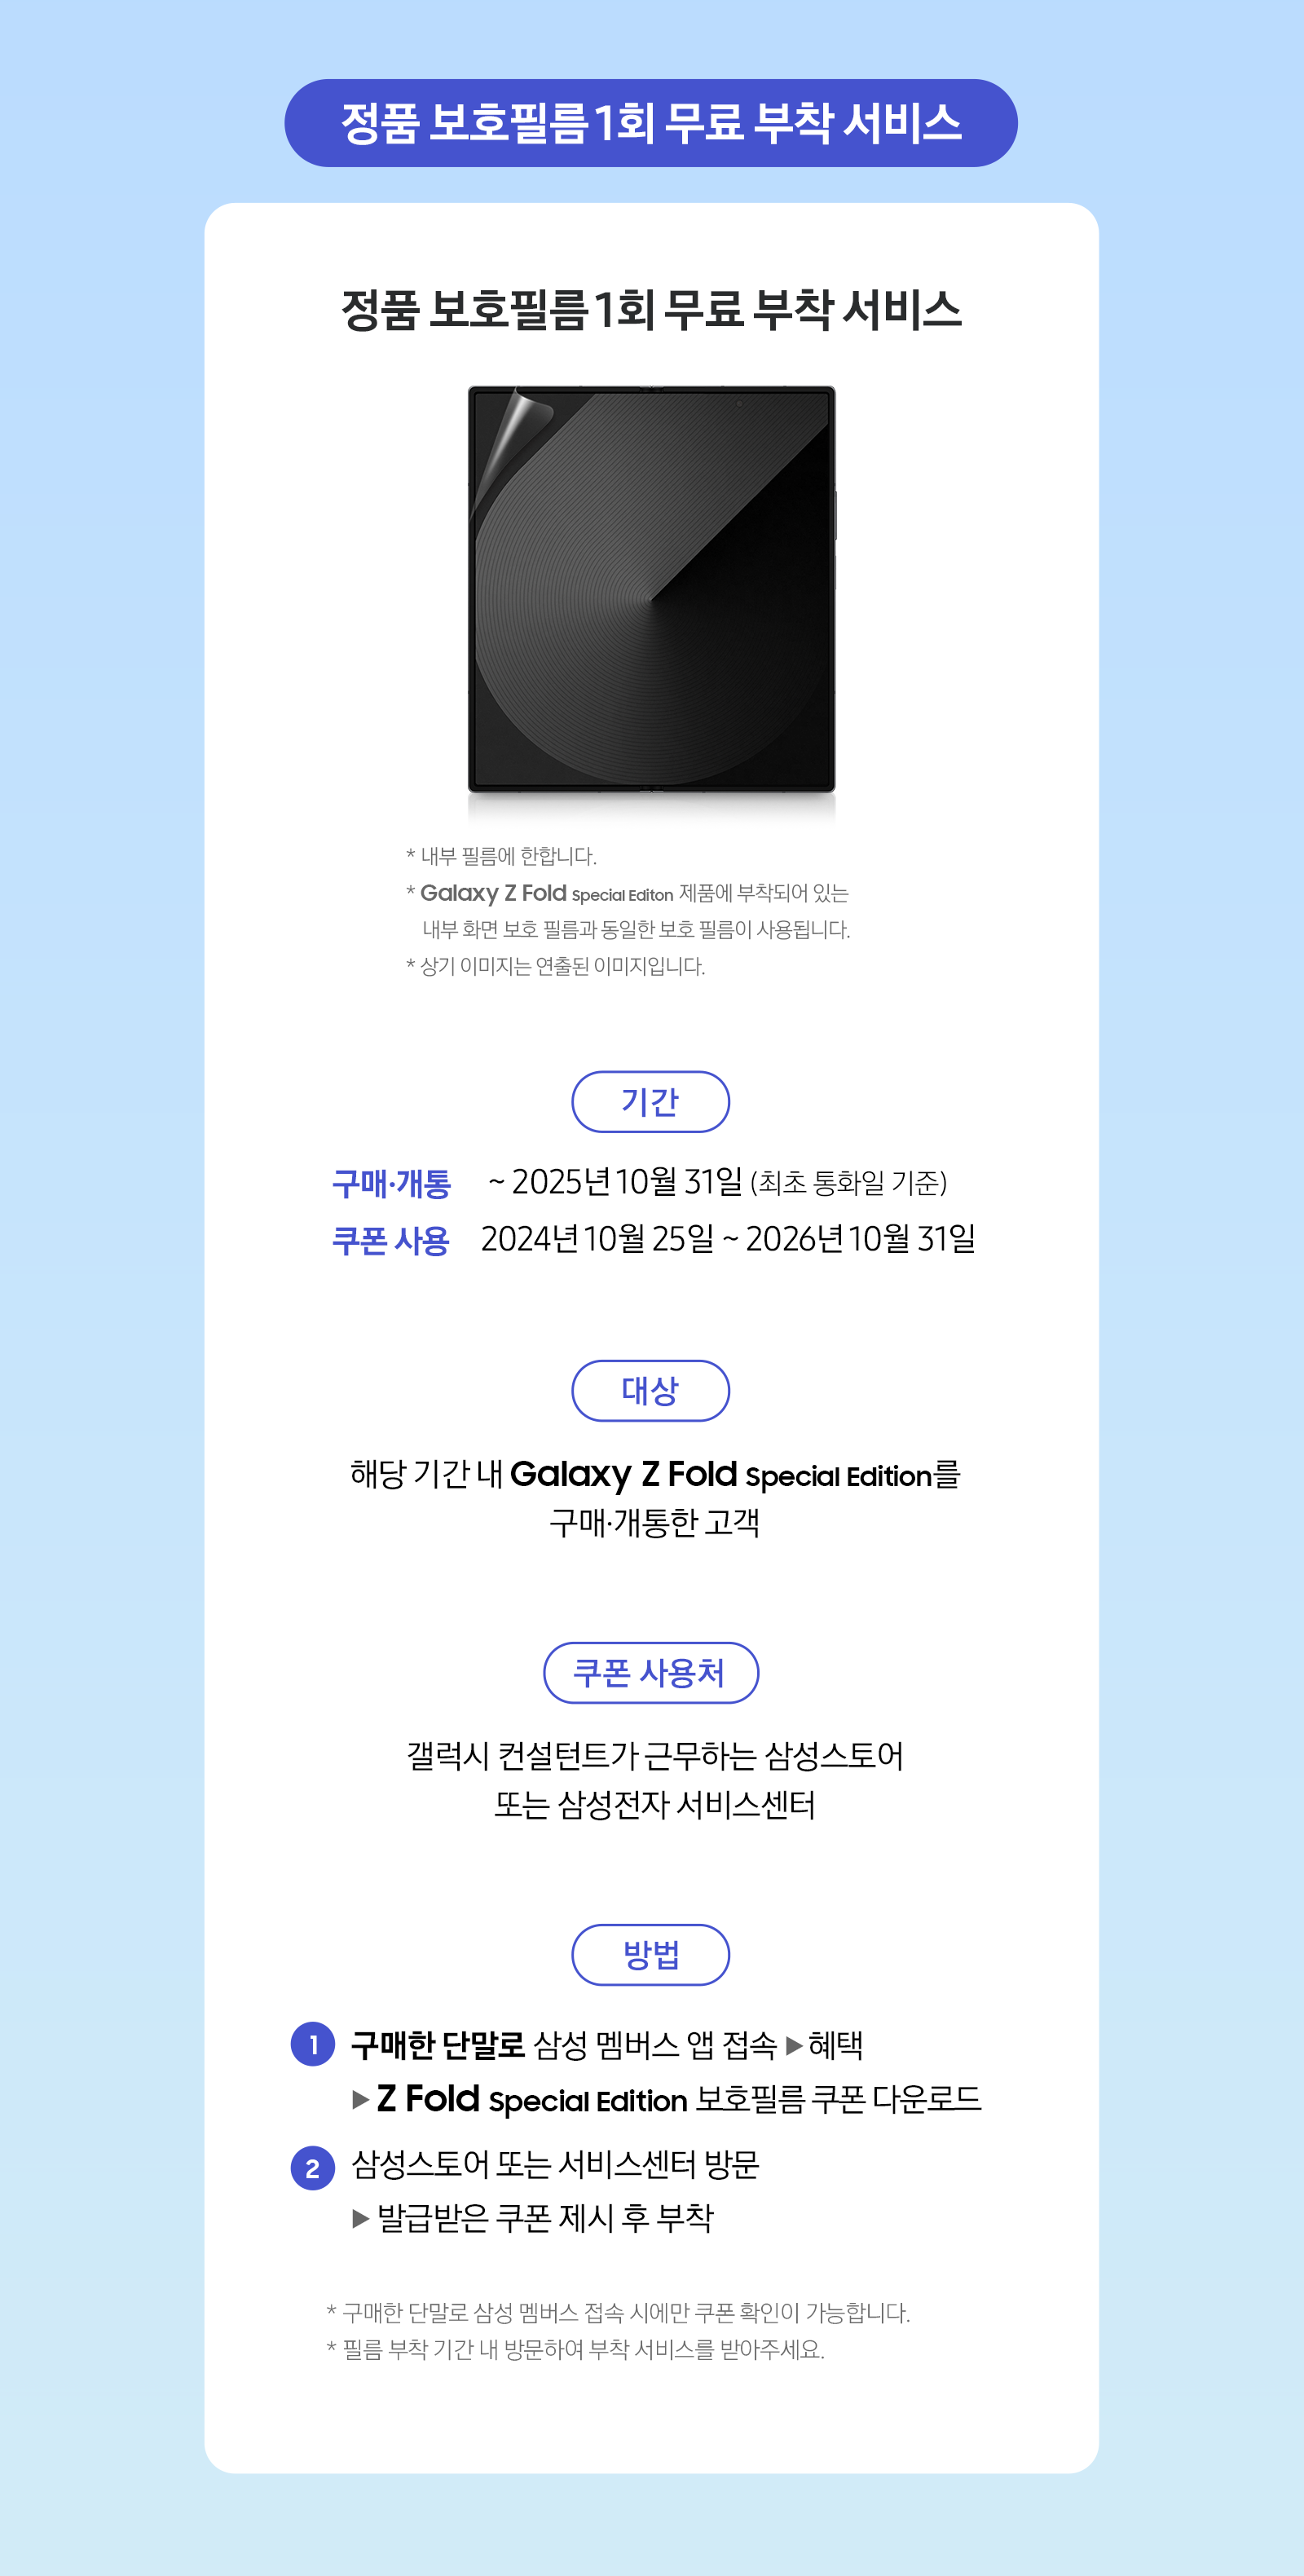 정품 보호필름 1회 무료 부착 서비스
정품 보호필름 1회 무료 부착 서비스
* 내부 필름에 한합니다.
* Galaxy Z Fold Special Editon 제품에 부착되어 있는
내부 화면 보호 필름과 동일한 보호 필름이 사용됩니다.
* 상기 이미지는 연출된 이미지입니다.
기간
구매·개통 ~ 2025년 10월 31일 (최초 통화일 기준)
쿠폰 사용 2024년 10월 25일 ~ 2026년 10월 31일
대상
해당 기간 내 Galaxy Z Fold Special Edition를
구매·개통한 고객
쿠폰 사용처
갤럭시 컨설턴트가 근무하는 삼성스토어
또는 삼성전자 서비스센터
방법
1 구매한 단말로 삼성 멤버스 앱 접속 ▶ 혜택
▶ Z Fold Special Edition 보호필름 쿠폰 다운로드
2 삼성스토어 또는 서비스센터 방문
▶ 발급받은 쿠폰 제시 후 부착
* 구매한 단말로 삼성 멤버스 접속 시에만 쿠폰 확인이 가능합니다.
* 필름 부착 기간 내 방문하여 부착 서비스를 받아주세요.